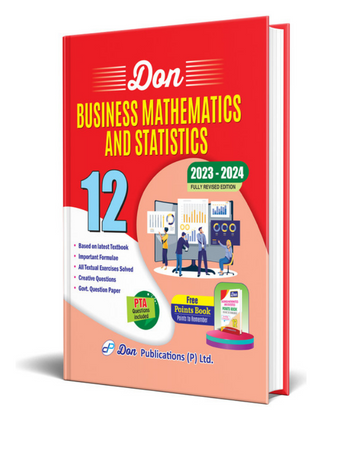 Don
BUSINESS MATHEMATICS
AND STATISTICS
12
2023 - 2024
FULLY REVISED EDITION
• Based on latest Textbook
• Important Formulae
• All Textual Exercises Solved
• Creative Questions
• Govt. Question Paper
PTA
Questions
included
Free
Points Book
Points to Remember
Don
Don Publications (P) Ltd.